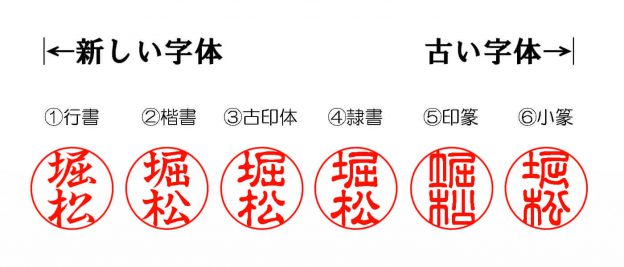 |←新しい字体 古い字体→|
①行書 ②楷書 ③古印体 ④隷書 ⑤印篆 ⑥小篆
堀松 堀松 堀松 堀松 堀松 堀松